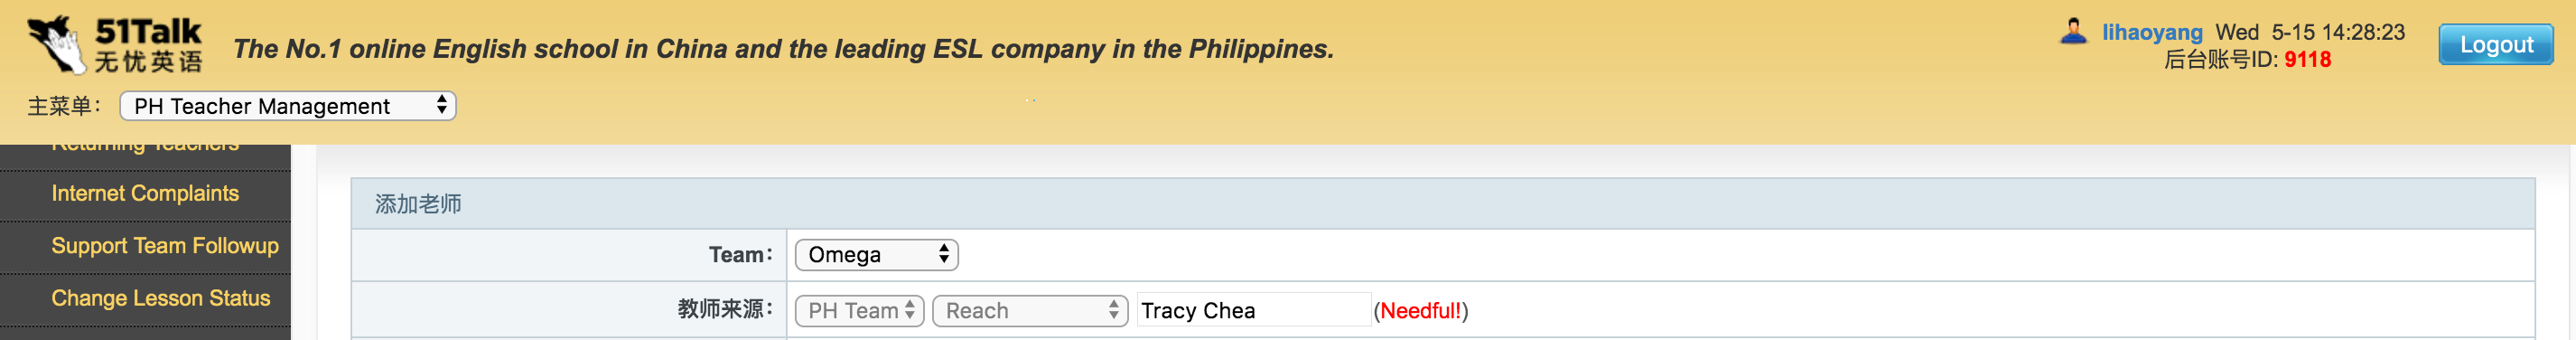 51Talk
无忧英语
The No.1 online English school in China and the leading ESL company in the Philippines.
lihaoyang Wed 5-15 14:28:23
后台账号ID: 9118
Logout
主菜单： PH Teacher Management
Returning Teachers
Internet Complaints
Support Team Followup
Change Lesson Status
添加老师
Team： Omega
教师来源： PH Team Reach Tracy Chea (Needful!)